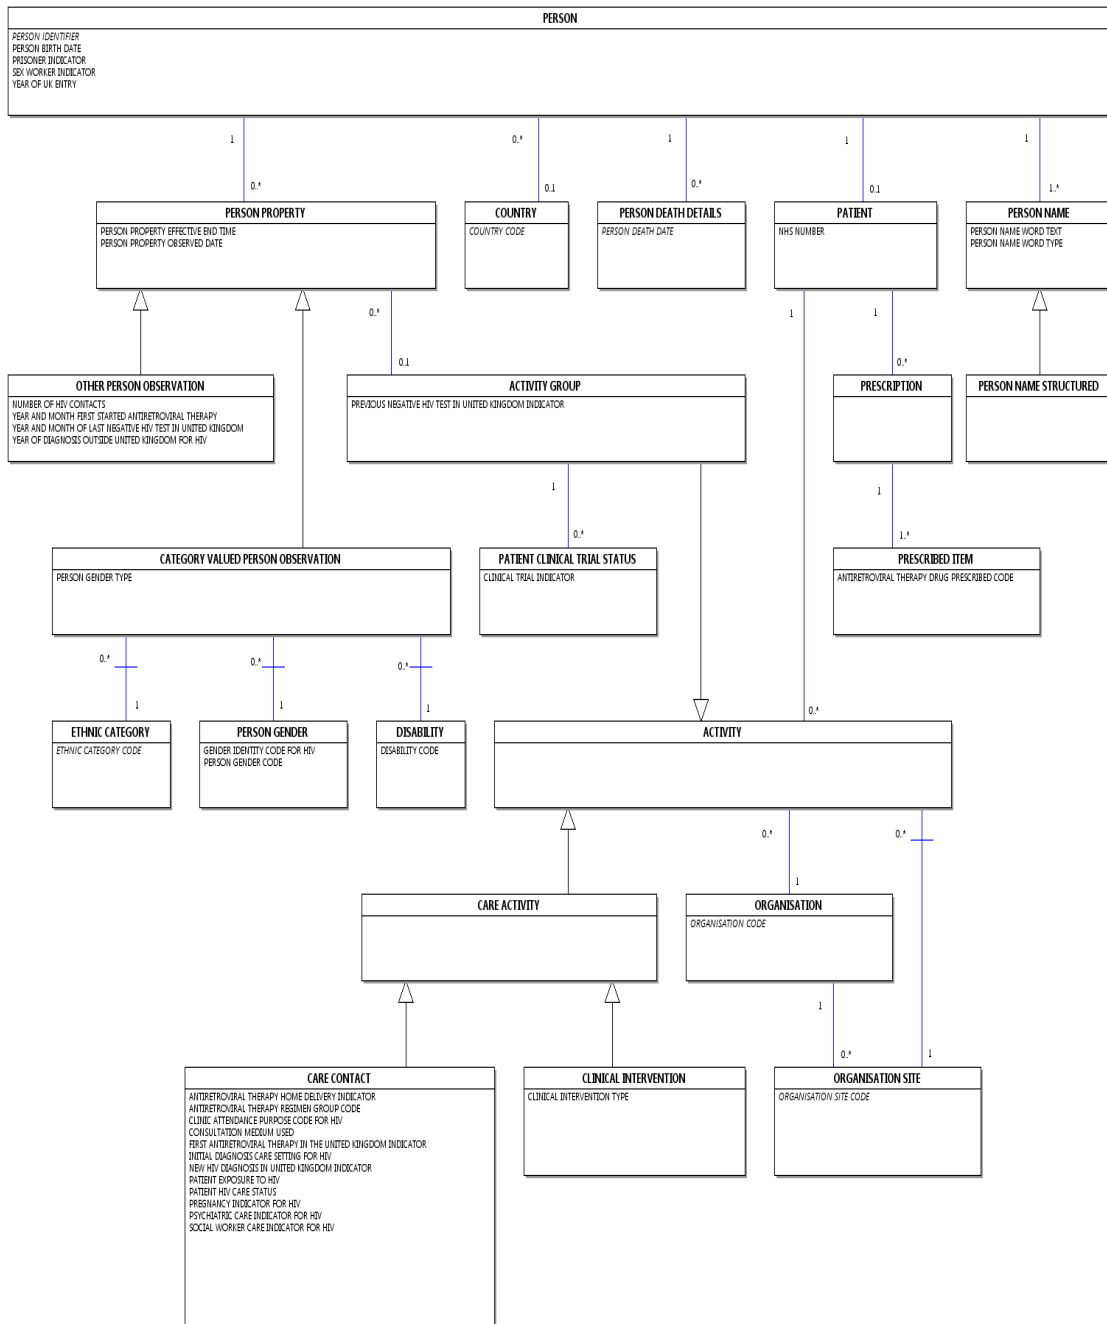 PERSON
PERSON IDENTIFIER
PERSON BIRTH DATE
PRISONER INDICATOR
SEX WORKER INDICATOR
YEAR OF UK ENTRY
1
0..*
1
1
1
0..*
0..1
0..*
0..1
1..*
PERSON PROPERTY
PERSON PROPERTY EFFECTIVE END TIME
PERSON PROPERTY OBSERVED DATE
COUNTRY
COUNTRY CODE
PERSON DEATH DETAILS
PERSON DEATH DATE
PATIENT
NHS NUMBER
PERSON NAME
PERSON NAME WORD TEXT
PERSON NAME WORD TYPE
0..*
1
1
0..1
0..*
OTHER PERSON OBSERVATION
NUMBER OF HIV CONTACTS
YEAR AND MONTH FIRST STARTED ANTIRETROVIRAL THERAPY
YEAR AND MONTH OF LAST NEGATIVE HIV TEST IN UNITED KINGDOM
YEAR OF DIAGNOSIS OUTSIDE UNITED KINGDOM FOR HIV
ACTIVITY GROUP
PREVIOUS NEGATIVE HIV TEST IN UNITED KINGDOM INDICATOR
PRESCRIPTION
PERSON NAME STRUCTURED
1
1
0..*
1..*
CATEGORY VALUED PERSON OBSERVATION
PERSON GENDER TYPE
PATIENT CLINICAL TRIAL STATUS
CLINICAL TRIAL INDICATOR
PRESCRIBED ITEM
ANTIRETROVIRAL THERAPY DRUG PRESCRIBED CODE
0..*
0..*
0..*
1
1
1
0..*
ETHNIC CATEGORY
ETHNIC CATEGORY CODE
PERSON GENDER
GENDER IDENTITY CODE FOR HIV
PERSON GENDER CODE
DISABILITY
DISABILITY CODE
ACTIVITY
0..*
0..*
1
CARE ACTIVITY
ORGANISATION
ORGANISATION CODE
1
0..*
1
CARE CONTACT
ANTIRETROVIRAL THERAPY HOME DELIVERY INDICATOR
ANTIRETROVIRAL THERAPY REGIMEN GROUP CODE
CLINIC ATTENDANCE PURPOSE CODE FOR HIV
CONSULTATION MEDIUM USED
FIRST ANTIRETROVIRAL THERAPY IN THE UNITED KINGDOM INDICATOR
INITIAL DIAGNOSIS CARE SETTING FOR HIV
NEW HIV DIAGNOSIS IN UNITED KINGDOM INDICATOR
PATIENT EXPOSURE TO HIV
PATIENT HIV CARE STATUS
PREGNANCY INDICATOR FOR HIV
PSYCHIATRIC CARE INDICATOR FOR HIV
SOCIAL WORKER CARE INDICATOR FOR HIV
CLINICAL INTERVENTION
CLINICAL INTERVENTION TYPE
ORGANISATION SITE
ORGANISATION SITE CODE